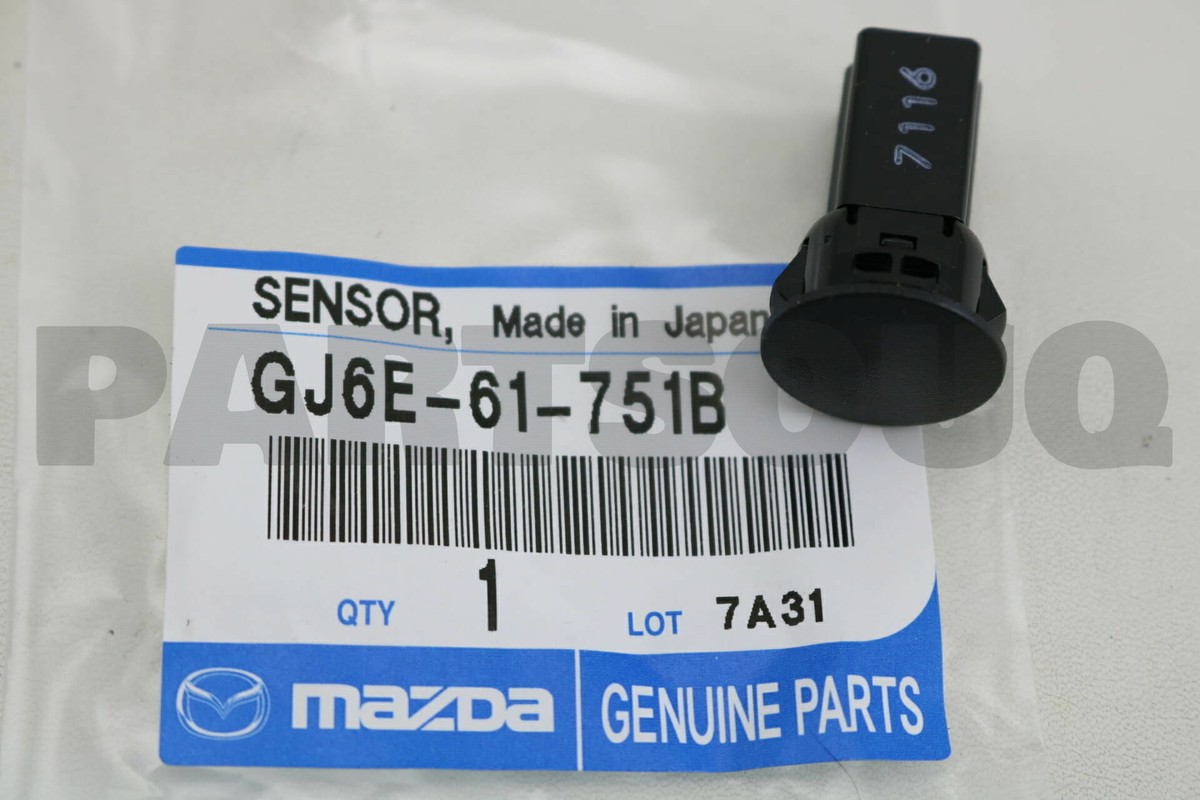 7116
SENSOR, Made in Japan
GJ6E-61-751B
PARTSOUQ
QTY 1 LOT 7A31
mazda GENUINE PARTS